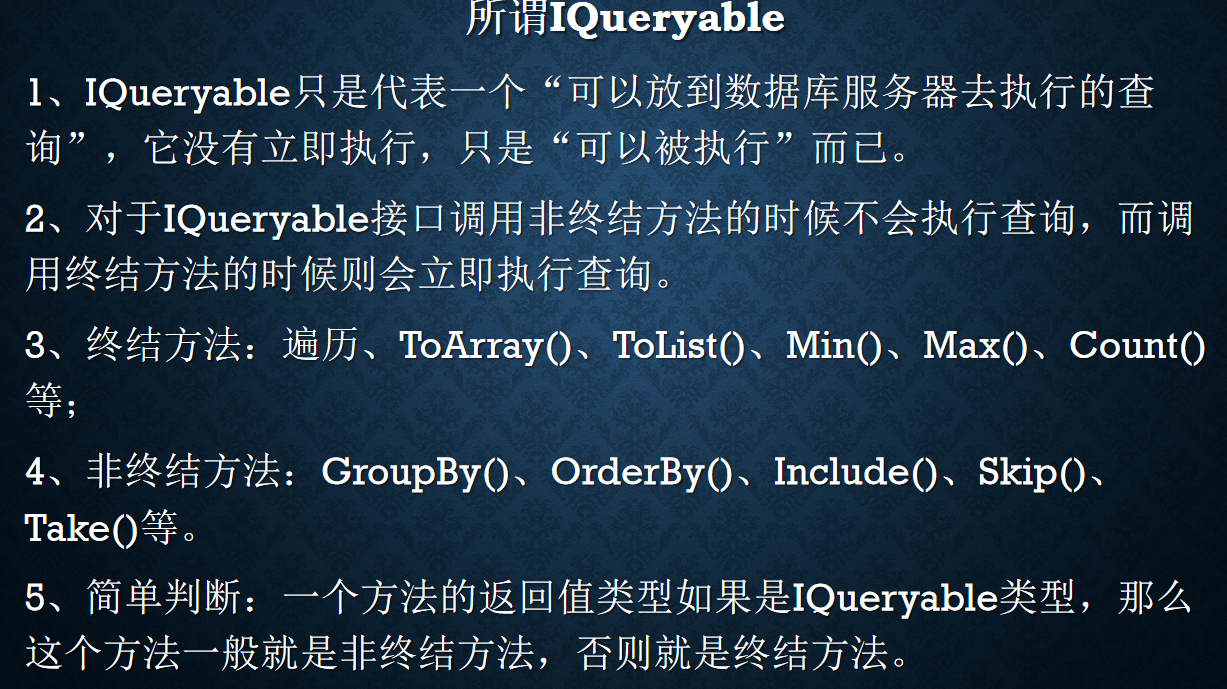 所谓IQueryable
1、IQueryable只是代表一个“可以放到数据库服务器去执行的查
询”，它没有立即执行，只是“可以被执行”而已。
2、对于IQueryable接口调用非终结方法的时候不会执行查询，而调
用终结方法的时候则会立即执行查询。
3、终结方法：遍历、ToArray()、ToList()、Min()、Max()、Count()
等；
4、非终结方法：GroupBy()、OrderBy()、Include()、Skip()、
Take()等。
5、简单判断：一个方法的返回值类型如果是IQueryable类型，那么
这个方法一般就是非终结方法，否则就是终结方法。